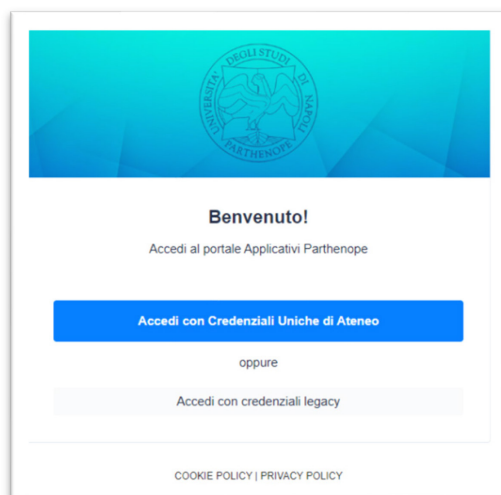 UNIVERSITA' DEGLI STUDI DI NAPOLI
PARTHENOPE
Benvenuto!
Accedi al portale Applicativi Parthenope
Accedi con Credenziali Uniche di Ateneo
oppure
Accedi con credenziali legacy
COOKIE POLICY | PRIVACY POLICY